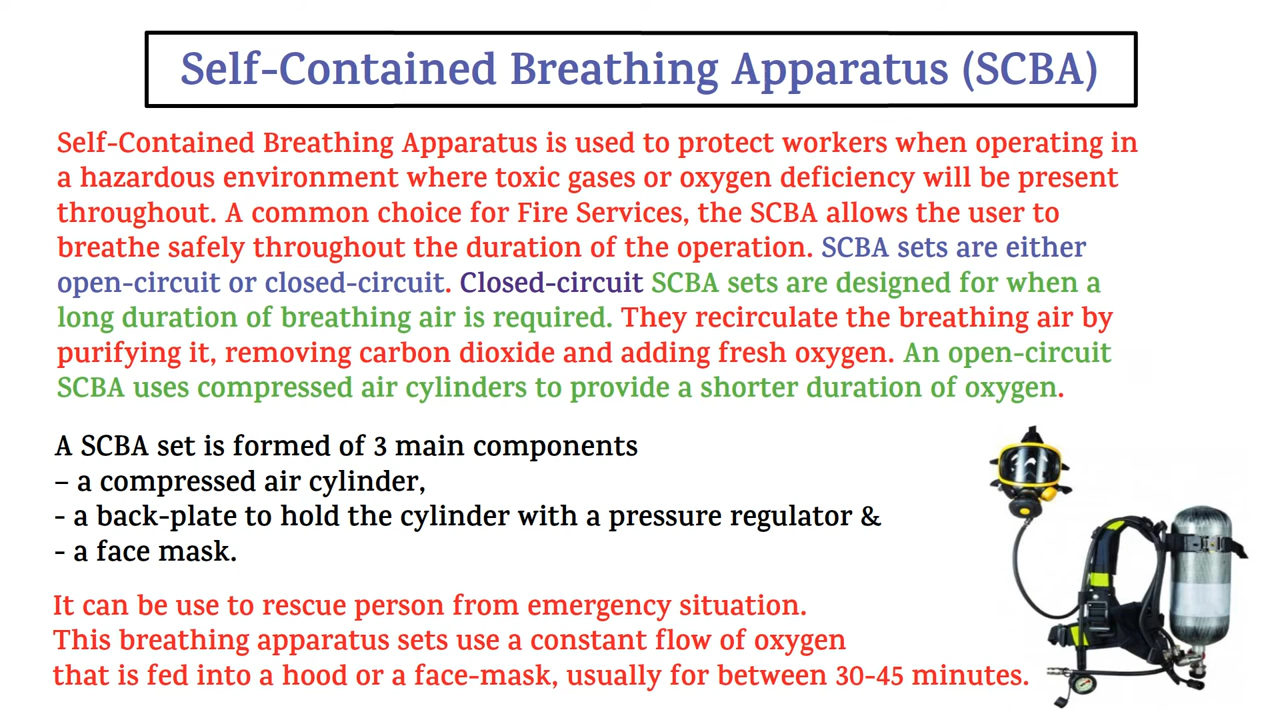 Self-Contained Breathing Apparatus (SCBA)
Self-Contained Breathing Apparatus is used to protect workers when operating in
a hazardous environment where toxic gases or oxygen deficiency will be present
throughout. A common choice for Fire Services, the SCBA allows the user to
breathe safely throughout the duration of the operation. SCBA sets are either
open-circuit or closed-circuit. Closed-circuit SCBA sets are designed for when a
long duration of breathing air is required. They recirculate the breathing air by
purifying it, removing carbon dioxide and adding fresh oxygen. An open-circuit
SCBA uses compressed air cylinders to provide a shorter duration of oxygen.
A SCBA set is formed of 3 main components
– a compressed air cylinder,
- a back-plate to hold the cylinder with a pressure regulator &
- a face mask.
It can be use to rescue person from emergency situation.
This breathing apparatus sets use a constant flow of oxygen
that is fed into a hood or a face-mask, usually for between 30-45 minutes.